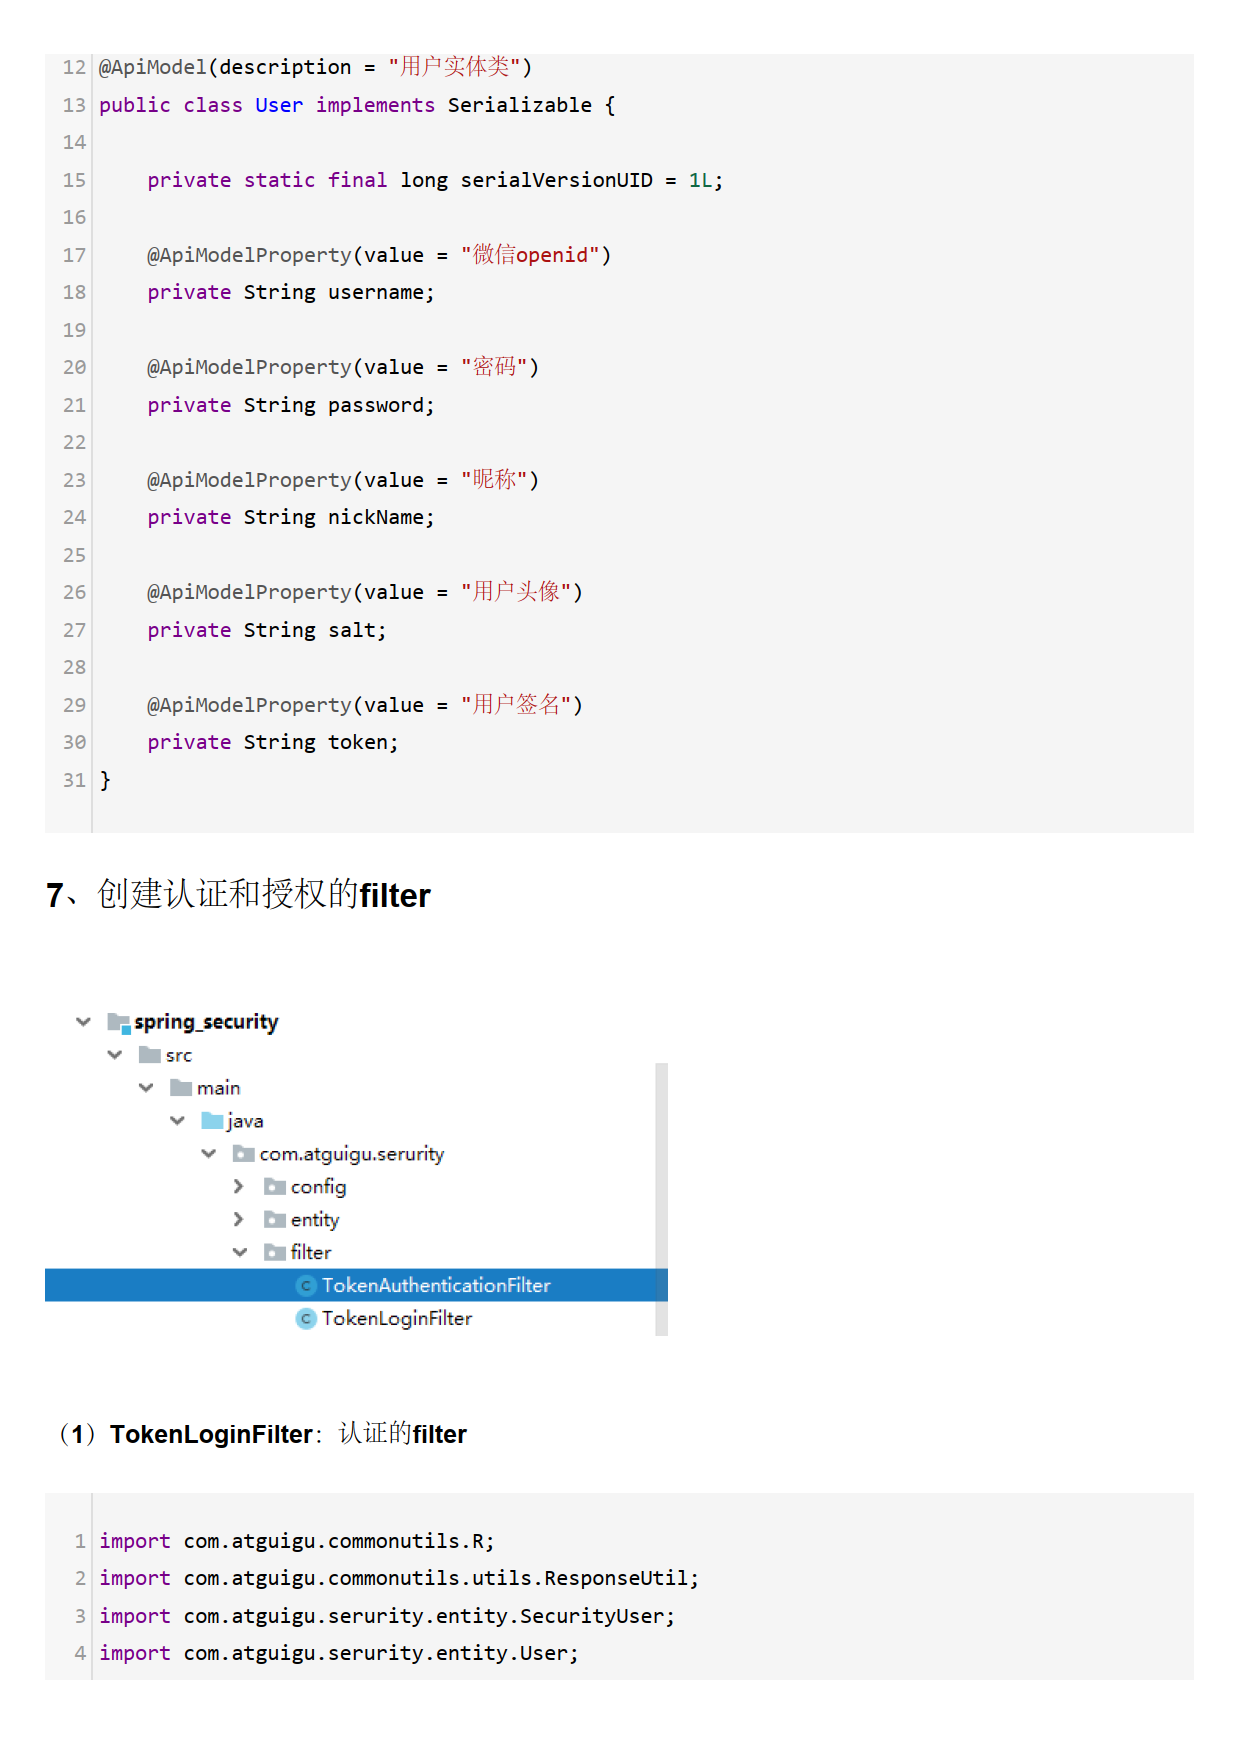 12 @ApiModel(description = "用户实体类")
13 public class User implements Serializable {
14
15     private static final long serialVersionUID = 1L;
16
17     @ApiModelProperty(value = "微信openid")
18     private String username;
19
20     @ApiModelProperty(value = "密码")
21     private String password;
22
23     @ApiModelProperty(value = "昵称")
24     private String nickName;
25
26     @ApiModelProperty(value = "用户头像")
27     private String salt;
28
29     @ApiModelProperty(value = "用户签名")
30     private String token;
31 }
7、创建认证和授权的filter
spring_security
src
main
java
com.atguigu.serurity
config
entity
filter
TokenAuthenticationFilter
TokenLoginFilter
（1）TokenLoginFilter：认证的filter
1 import com.atguigu.commonutils.R;
2 import com.atguigu.commonutils.utils.ResponseUtil;
3 import com.atguigu.serurity.entity.SecurityUser;
4 import com.atguigu.serurity.entity.User;